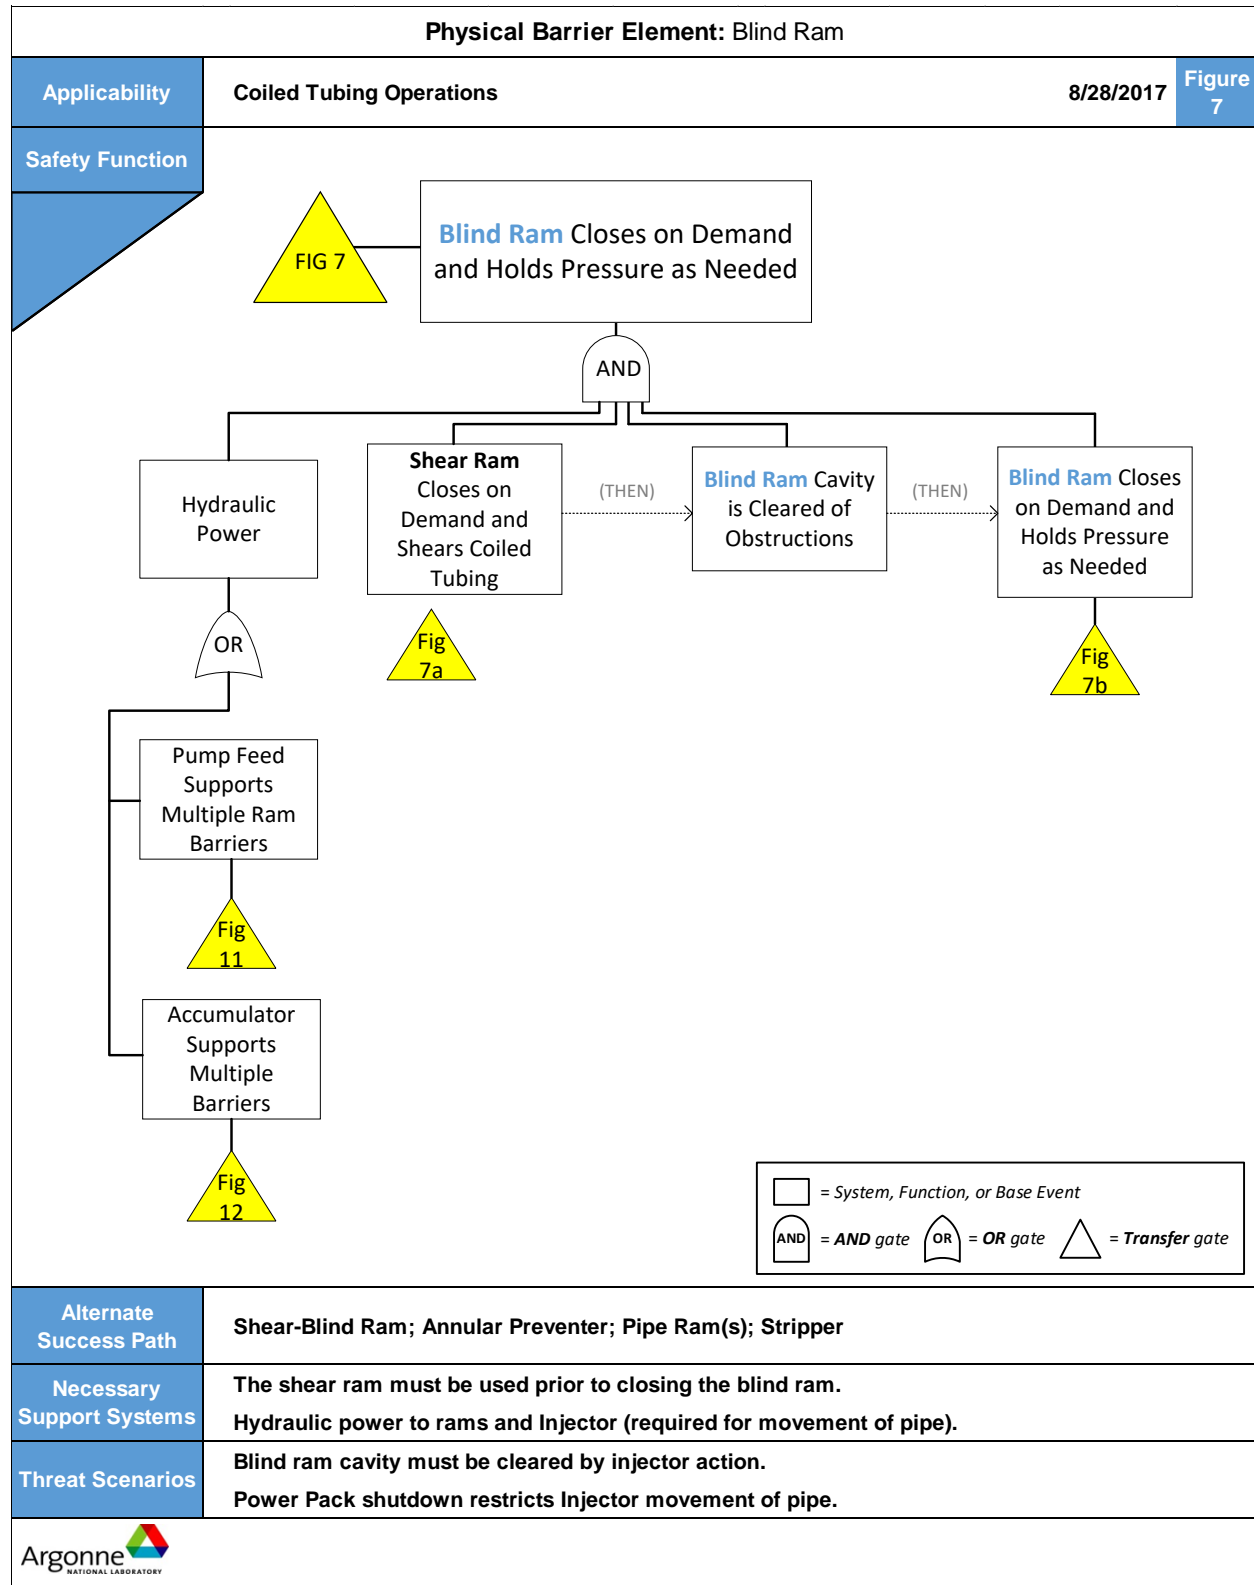 Physical Barrier Element: Blind Ram
Applicability
Coiled Tubing Operations
8/28/2017
Figure
7
Safety Function
FIG 7
Blind Ram Closes on Demand
and Holds Pressure as Needed
AND
Hydraulic
Power
Shear Ram
Closes on
Demand and
Shears Coiled
Tubing
(THEN)
Blind Ram Cavity
is Cleared of
Obstructions
(THEN)
Blind Ram Closes
on Demand and
Holds Pressure
as Needed
OR
Fig
7a
Fig
7b
Pump Feed
Supports
Multiple Ram
Barriers
Fig
11
Accumulator
Supports
Multiple
Barriers
Fig
12
= System, Function, or Base Event
AND = AND gate OR = OR gate = Transfer gate
Alternate
Success Path
Shear-Blind Ram; Annular Preventer; Pipe Ram(s); Stripper
Necessary
Support Systems
The shear ram must be used prior to closing the blind ram.
Hydraulic power to rams and Injector (required for movement of pipe).
Threat Scenarios
Blind ram cavity must be cleared by injector action.
Power Pack shutdown restricts Injector movement of pipe.
Argonne
NATIONAL LABORATORY